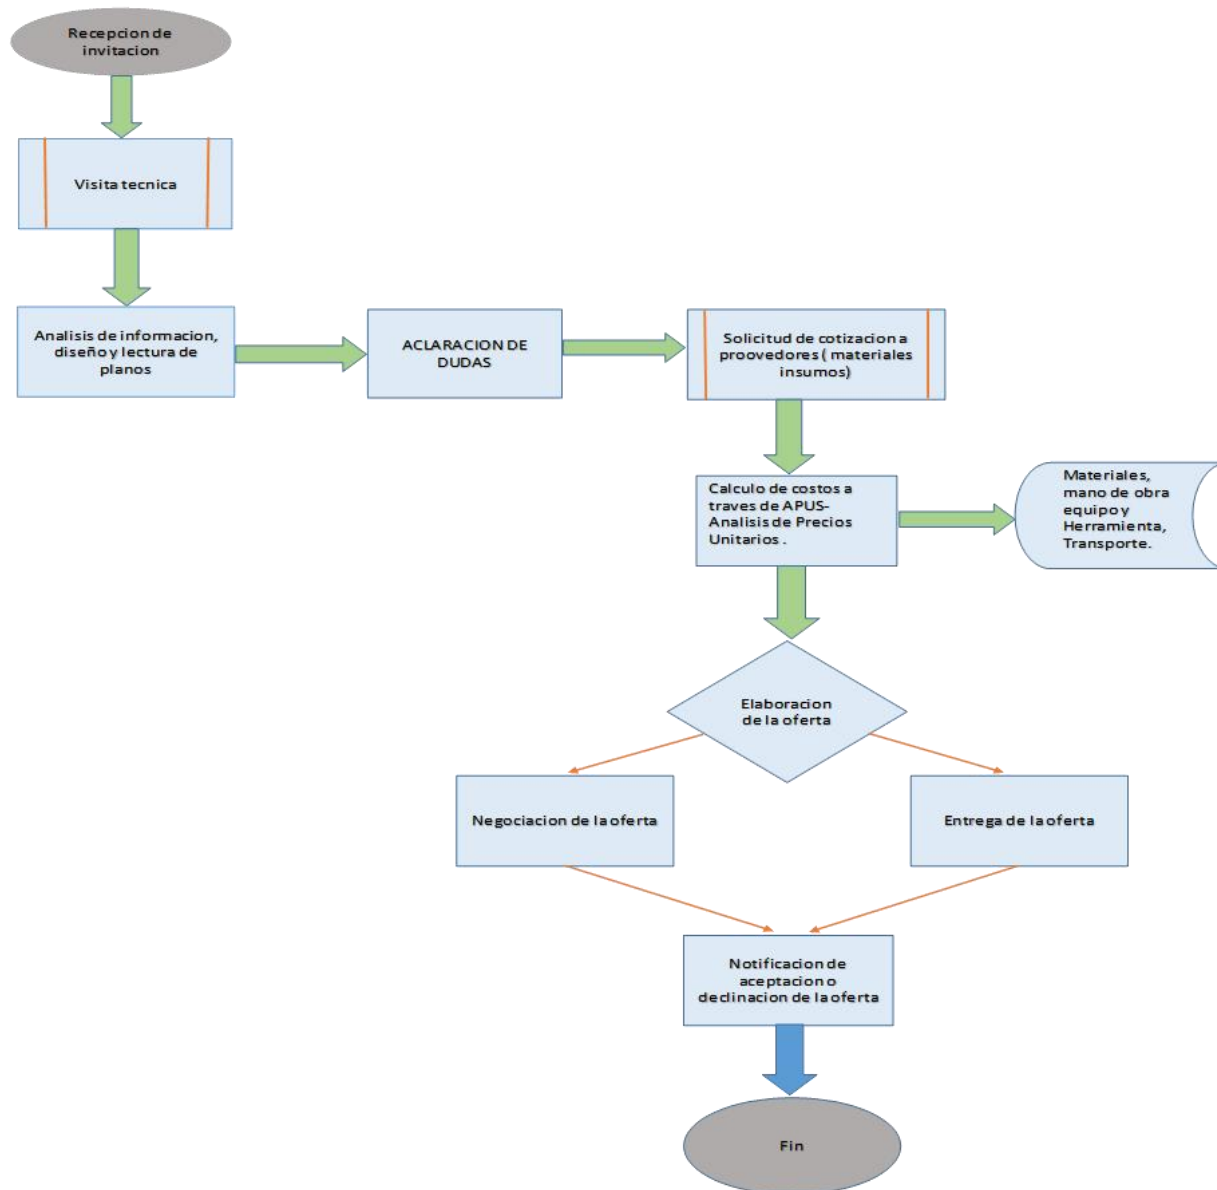 Recepcion de
invitacion
Visita tecnica
Analisis de informacion,
diseño y lectura de
planos
ACLARACION DE
DUDAS
Solicitud de cotizacion a
proovedores ( materiales
insumos)
Calculo de costos a
traves de APUS-
Analisis de Precios
Unitarios .
Materiales,
mano de obra
equipo y
Herramienta,
Transporte.
Elaboracion
de la oferta
Negociacion de la oferta
Entrega de la oferta
Notificacion de
aceptacion o
declinacion de la oferta
Fin